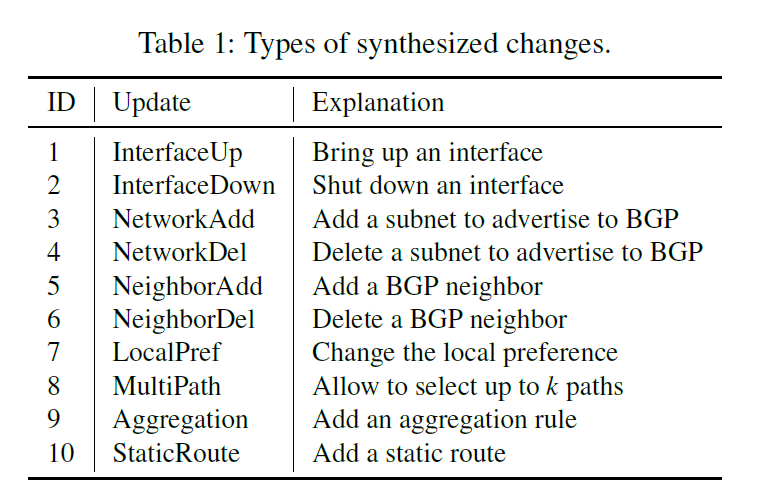 Table 1: Types of synthesized changes.
ID Update Explanation
1 InterfaceUp Bring up an interface
2 InterfaceDown Shut down an interface
3 NetworkAdd Add a subnet to advertise to BGP
4 NetworkDel Delete a subnet to advertise to BGP
5 NeighborAdd Add a BGP neighbor
6 NeighborDel Delete a BGP neighbor
7 LocalPref Change the local preference
8 MultiPath Allow to select up to k paths
9 Aggregation Add an aggregation rule
10 StaticRoute Add a static route